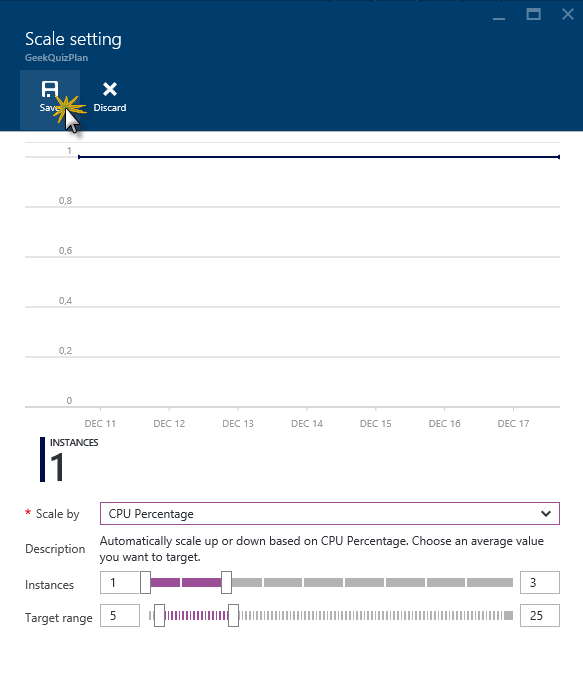 Scale setting
GeekQuizPlan
Save Discard
1
0,8
0,6
0,4
0,2
0
DEC 11 DEC 12 DEC 13 DEC 14 DEC 15 DEC 16 DEC 17
INSTANCES
1
* Scale by CPU Percentage
Description Automatically scale up or down based on CPU Percentage. Choose an average value
you want to target.
Instances 1 3
Target range 5 25